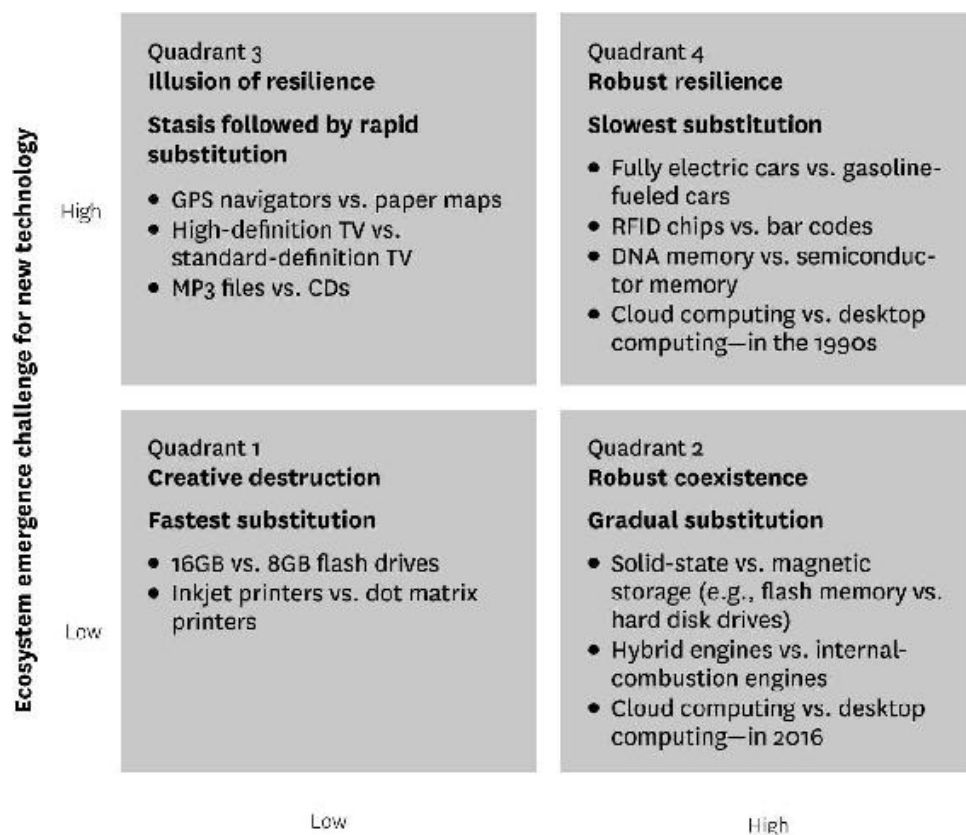 Quadrant 3
Illusion of resilience
Stasis followed by rapid
substitution
• GPS navigators vs. paper maps
• High-definition TV vs.
standard-definition TV
• MP3 files vs. CDs
Quadrant 4
Robust resilience
Slowest substitution
• Fully electric cars vs. gasoline-
fueled cars
• RFID chips vs. bar codes
• DNA memory vs. semiconduc-
tor memory
• Cloud computing vs. desktop
computing—in the 1990s
High
Ecosystem emergence challenge for new technology
Quadrant 1
Creative destruction
Fastest substitution
• 16GB vs. 8GB flash drives
• Inkjet printers vs. dot matrix
printers
Quadrant 2
Robust coexistence
Gradual substitution
• Solid-state vs. magnetic
storage (e.g., flash memory vs.
hard disk drives)
• Hybrid engines vs. internal-
combustion engines
• Cloud computing vs. desktop
computing—in 2016
Low
Low
High